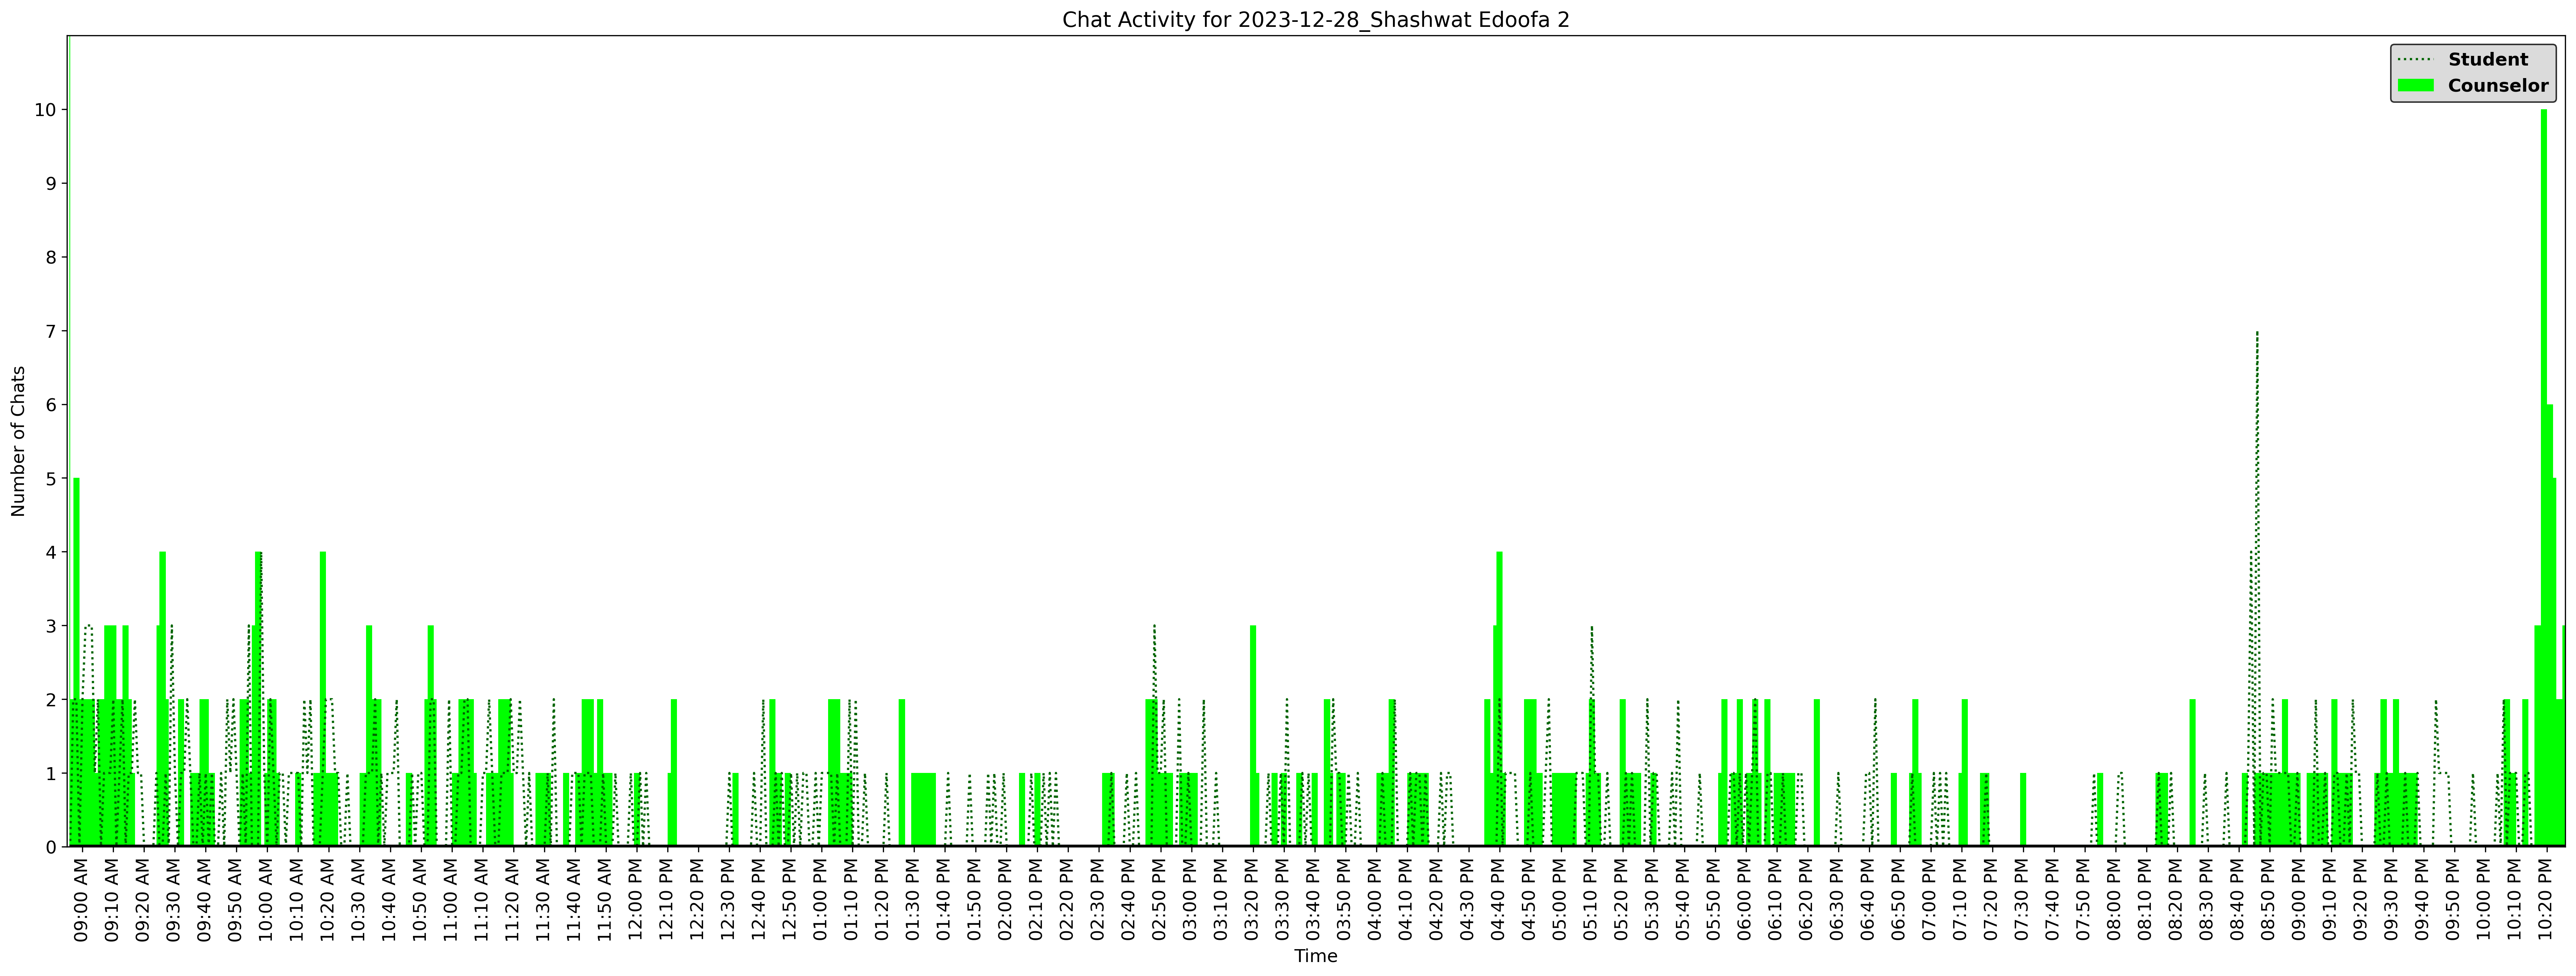 Chat Activity for 2023-12-28_Shashwat Edoofa 2
Student
Counselor
Number of Chats
10
9
8
7
6
5
4
3
2
1
0
09:00 AM
09:10 AM
09:20 AM
09:30 AM
09:40 AM
09:50 AM
10:00 AM
10:10 AM
10:20 AM
10:30 AM
10:40 AM
10:50 AM
11:00 AM
11:10 AM
11:20 AM
11:30 AM
11:40 AM
11:50 AM
12:00 PM
12:10 PM
12:20 PM
12:30 PM
12:40 PM
12:50 PM
01:00 PM
01:10 PM
01:20 PM
01:30 PM
01:40 PM
01:50 PM
02:00 PM
02:10 PM
02:20 PM
02:30 PM
02:40 PM
02:50 PM
03:00 PM
03:10 PM
03:20 PM
03:30 PM
03:40 PM
03:50 PM
04:00 PM
04:10 PM
04:20 PM
04:30 PM
04:40 PM
04:50 PM
05:00 PM
05:10 PM
05:20 PM
05:30 PM
05:40 PM
05:50 PM
06:00 PM
06:10 PM
06:20 PM
06:30 PM
06:40 PM
06:50 PM
07:00 PM
07:10 PM
07:20 PM
07:30 PM
07:40 PM
07:50 PM
08:00 PM
08:10 PM
08:20 PM
08:30 PM
08:40 PM
08:50 PM
09:00 PM
09:10 PM
09:20 PM
09:30 PM
09:40 PM
09:50 PM
10:00 PM
10:10 PM
10:20 PM
Time